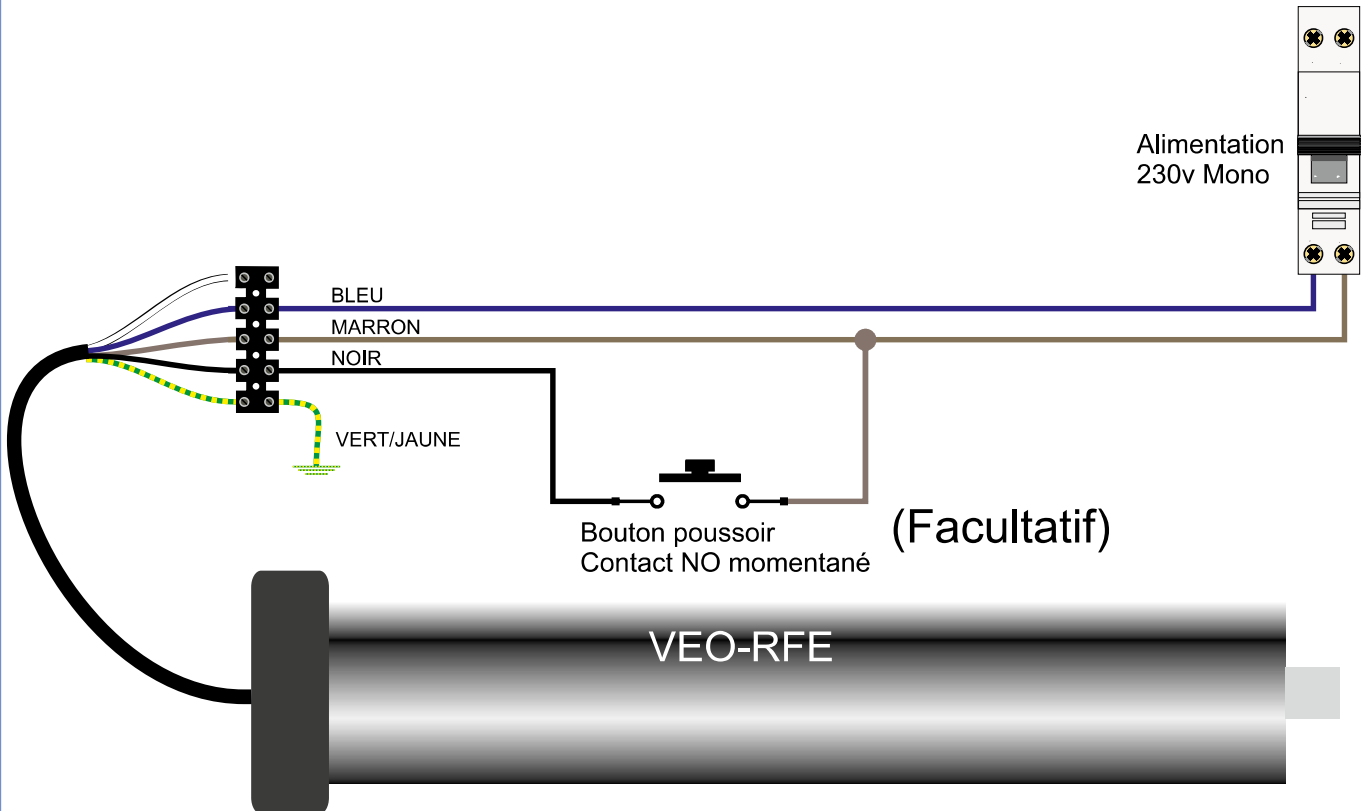 Alimentation
230v Mono
BLEU
MARRON
NOIR
VERT/JAUNE
Bouton poussoir
Contact NO momentané
(Facultatif)
VEO-RFE